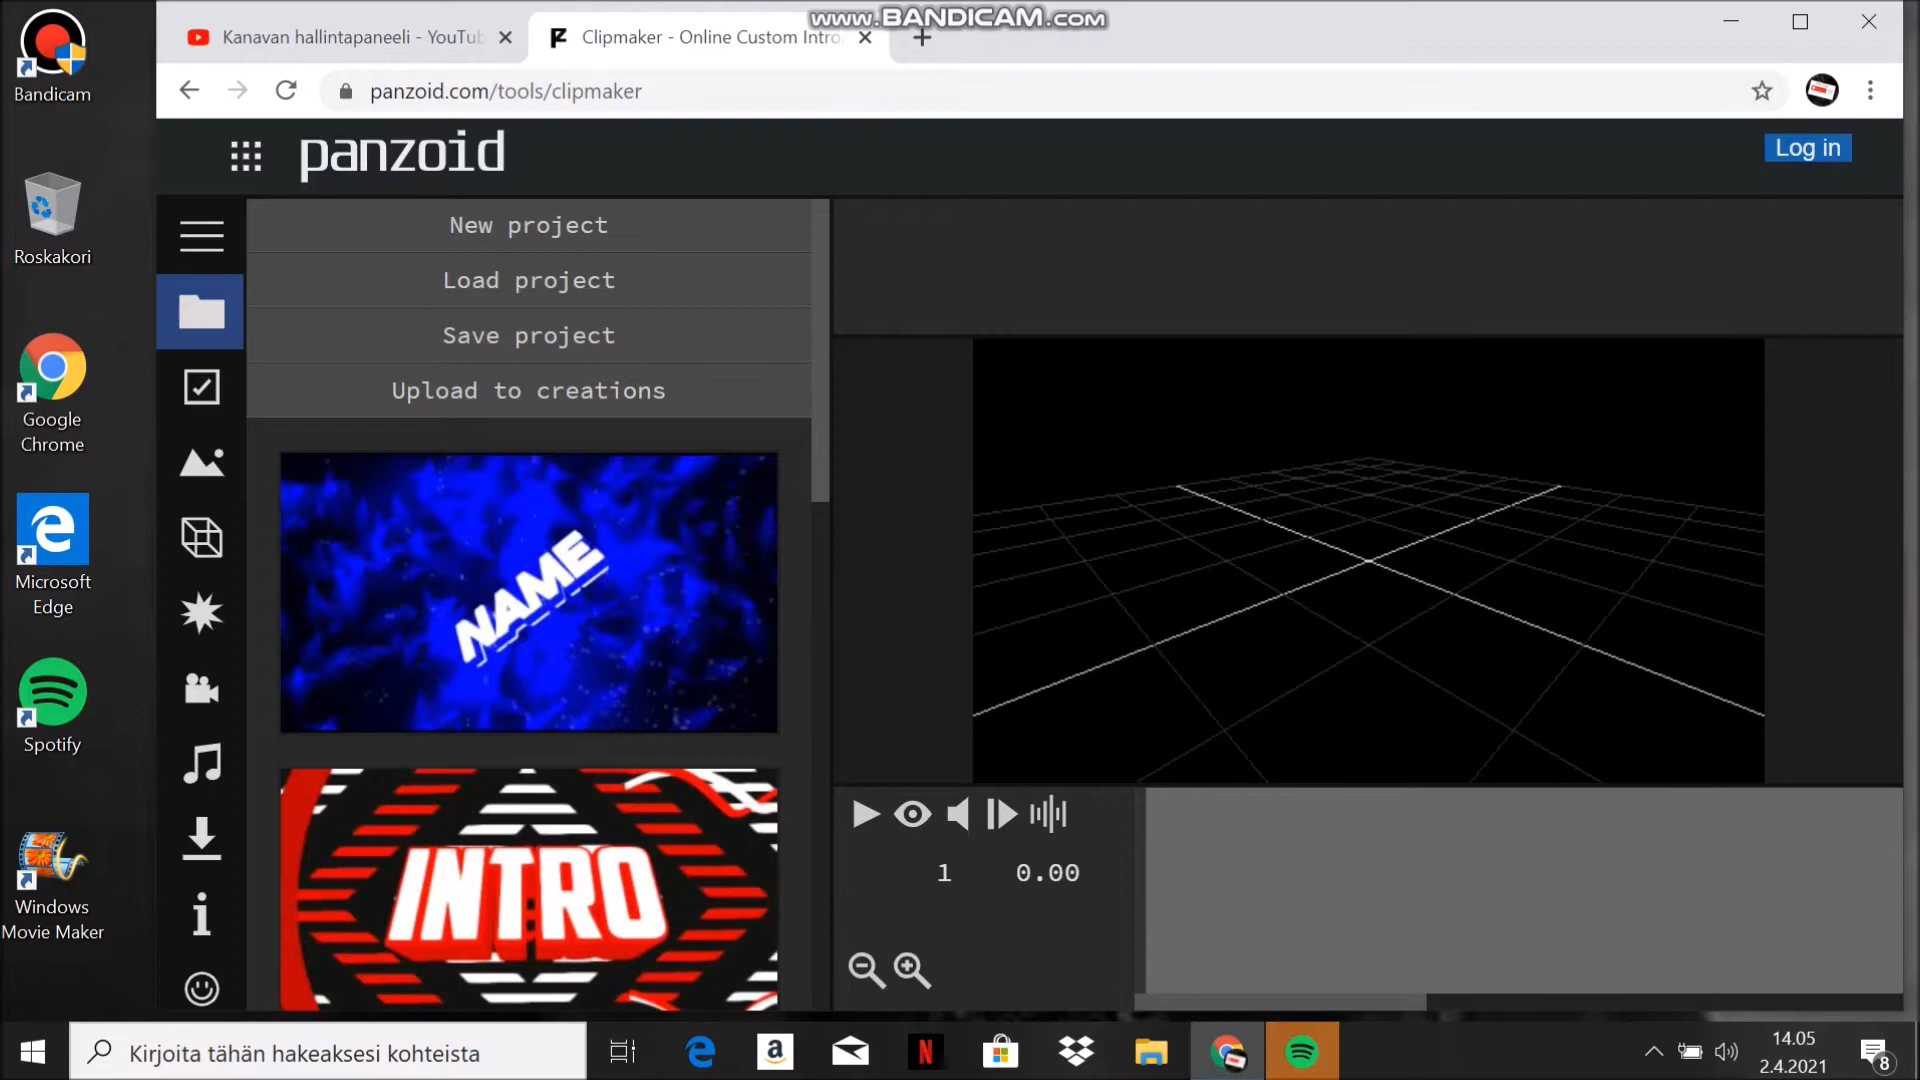 www.BANDICAM.com
Kanavan hallintapaneeli - YouTu
Clipmaker - Online Custom Intro
panzoid.com/tools/clipmaker
panzoid
Log in
New project
Load project
Save project
Upload to creations
NAME
INTRO
1 0.00
Bandicam
Roskakori
Google
Chrome
Microsoft
Edge
Spotify
Windows
Movie Maker
Kirjoita tähän hakeaksesi kohteista
14.05
2.4.2021
8